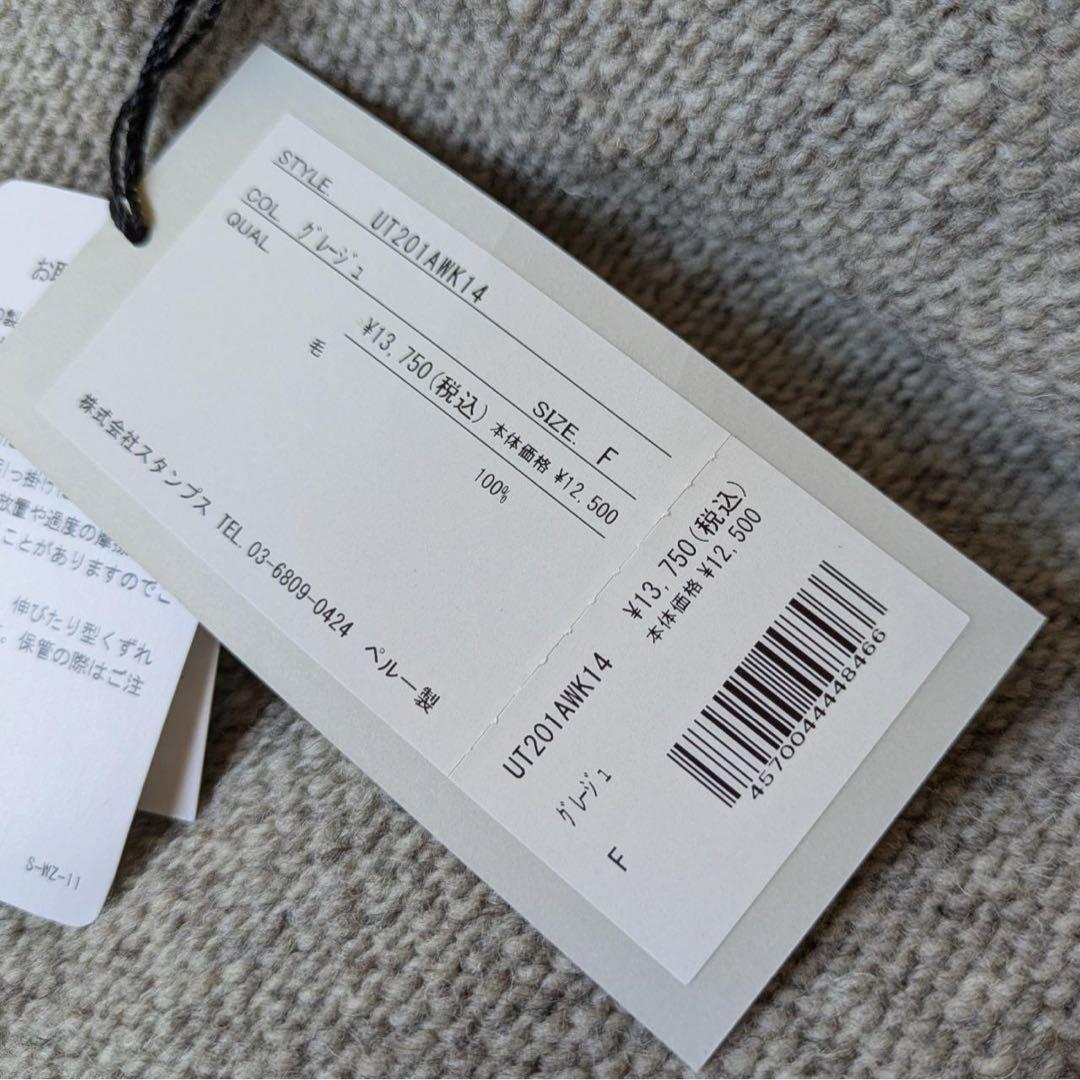 STYLE. UT201AWK14
COL グレージュ SIZE. F
QUAL ¥13,750(税込) 本体価格 ¥12,500
毛 100%
株式会社スタンプス TEL.03-6809-0424 ペルー製
¥13,750(税込)
本体価格 ¥12,500
UT201AWK14
グレージュ
F
4570044448466
引っ掛け
放置や過度の摩
ことがありますのでご
伸びたり型くずれ
。保管の際はご注
S-WZ-11